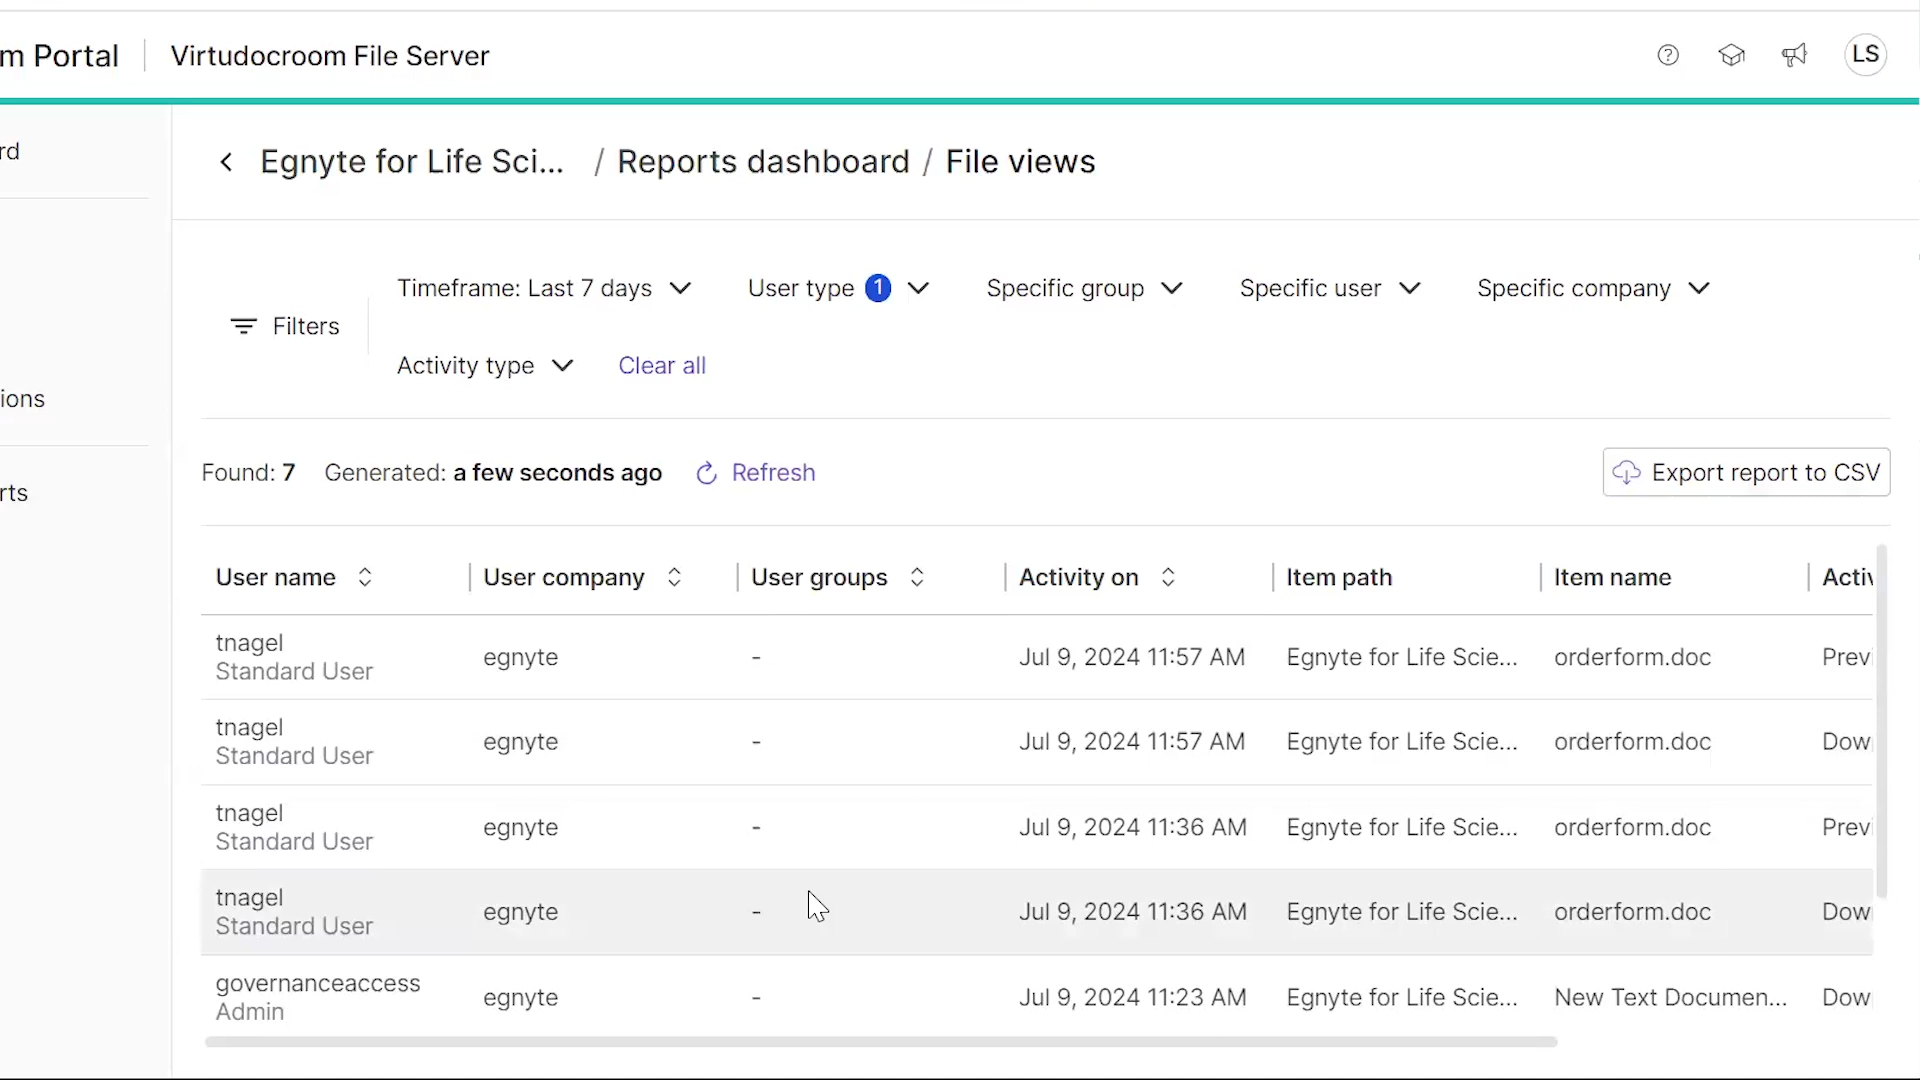 m Portal Virtudocroom File Server LS
rd
ions
rts
Egnyte for Life Sci... / Reports dashboard / File views
Filters
Timeframe: Last 7 days User type 1 Specific group Specific user Specific company
Activity type Clear all
Found: 7 Generated: a few seconds ago Refresh Export report to CSV
User name User company User groups Activity on Item path Item name Activ
tnagel
Standard User egnyte - Jul 9, 2024 11:57 AM Egnyte for Life Scie... orderform.doc Previ
tnagel
Standard User egnyte - Jul 9, 2024 11:57 AM Egnyte for Life Scie... orderform.doc Dow
tnagel
Standard User egnyte - Jul 9, 2024 11:36 AM Egnyte for Life Scie... orderform.doc Previ
tnagel
Standard User egnyte - Jul 9, 2024 11:36 AM Egnyte for Life Scie... orderform.doc Dow
governanceaccess
Admin egnyte - Jul 9, 2024 11:23 AM Egnyte for Life Scie... New Text Documen... Dow